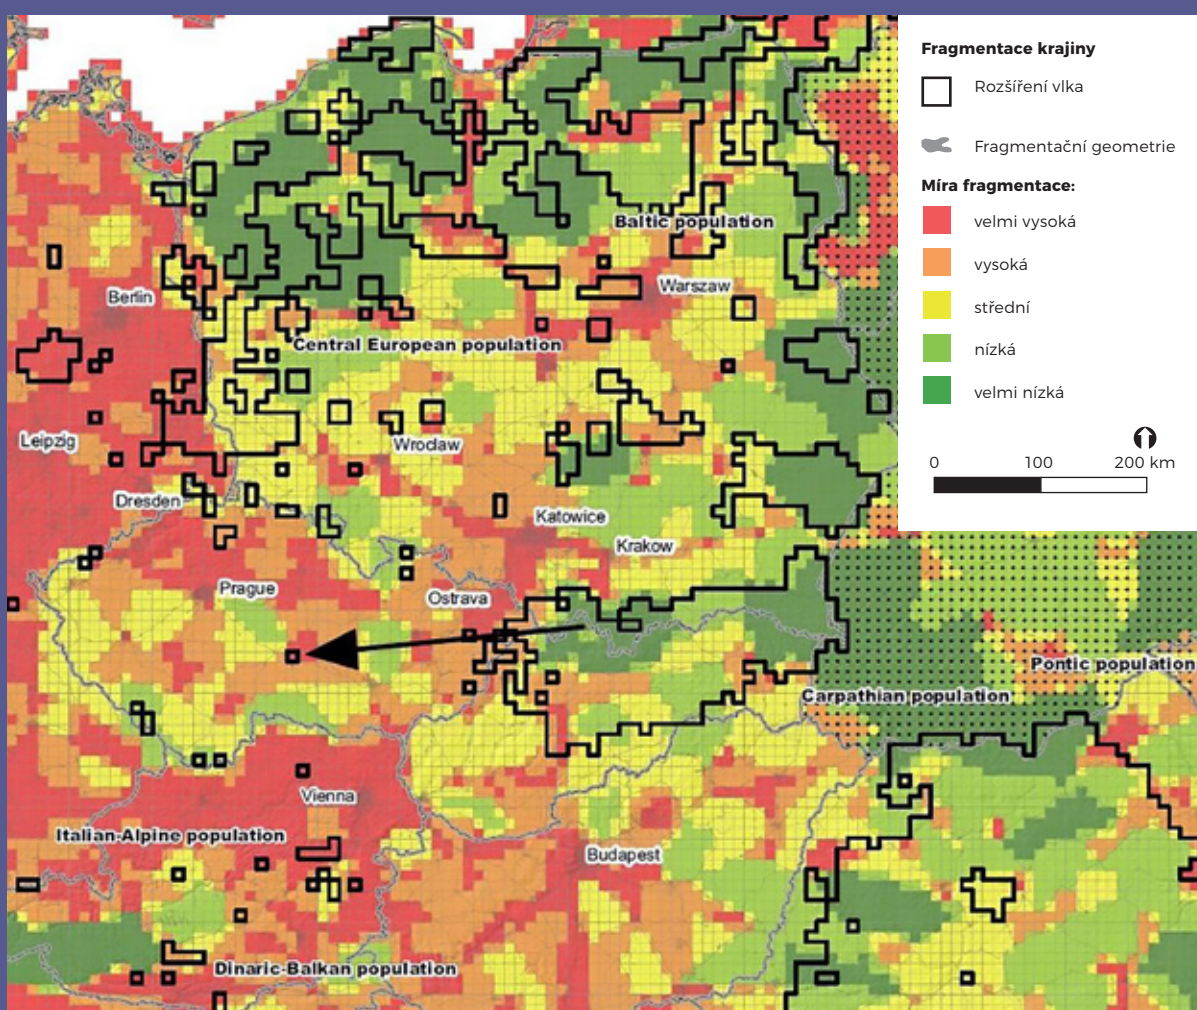 Fragmentace krajiny
Rozšíření vlka
Fragmentační geometrie
Míra fragmentace:
velmi vysoká
vysoká
střední
nízká
velmi nízká
0 100 200 km
Baltic population
Warszaw
Berlin
Central European population
Leipzig
Wroclaw
Dresden
Katowice
Krakow
Prague
Ostrava
Pontic population
Carpathian population
Vienna
Italian-Alpine population
Budapest
Dinaric-Balkan population